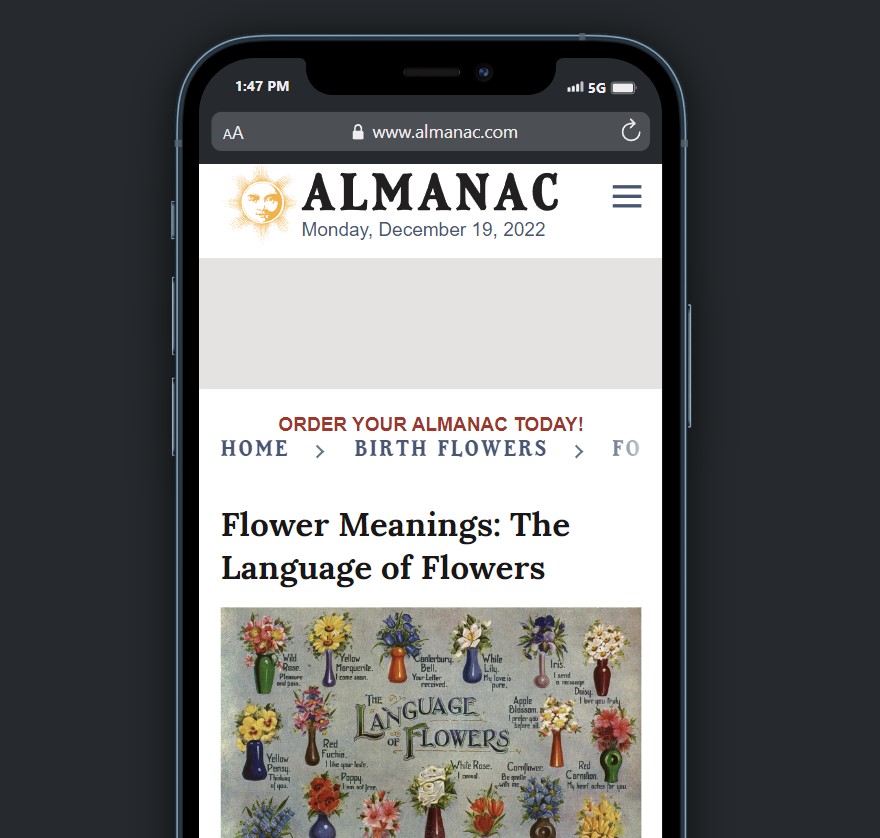 1:47 PM
5G
AA
www.almanac.com
ALMANAC
Monday, December 19, 2022
ORDER YOUR ALMANAC TODAY!
HOME > BIRTH FLOWERS > FO
Flower Meanings: The
Language of Flowers
Wild
Rose.
Pleasure
and pain.
Yellow
Marguerite.
I come soon.
Canterbury
Bell.
Your Letter
received.
White
Lily.
My love is
pure.
Iris.
I send
a message
Daisy.
I love you truly.
THE
LANGUAGE
OF FLOWERS
Apple
Blossom.
I prefer you
before all.
Yellow
Pansy.
Thinking
of you.
Red
I like your taste.
Poppy.
I am not free.
White Rose.
Cornflower.
Be gentle
with me.
Red
Carnation.
My heart aches for you.